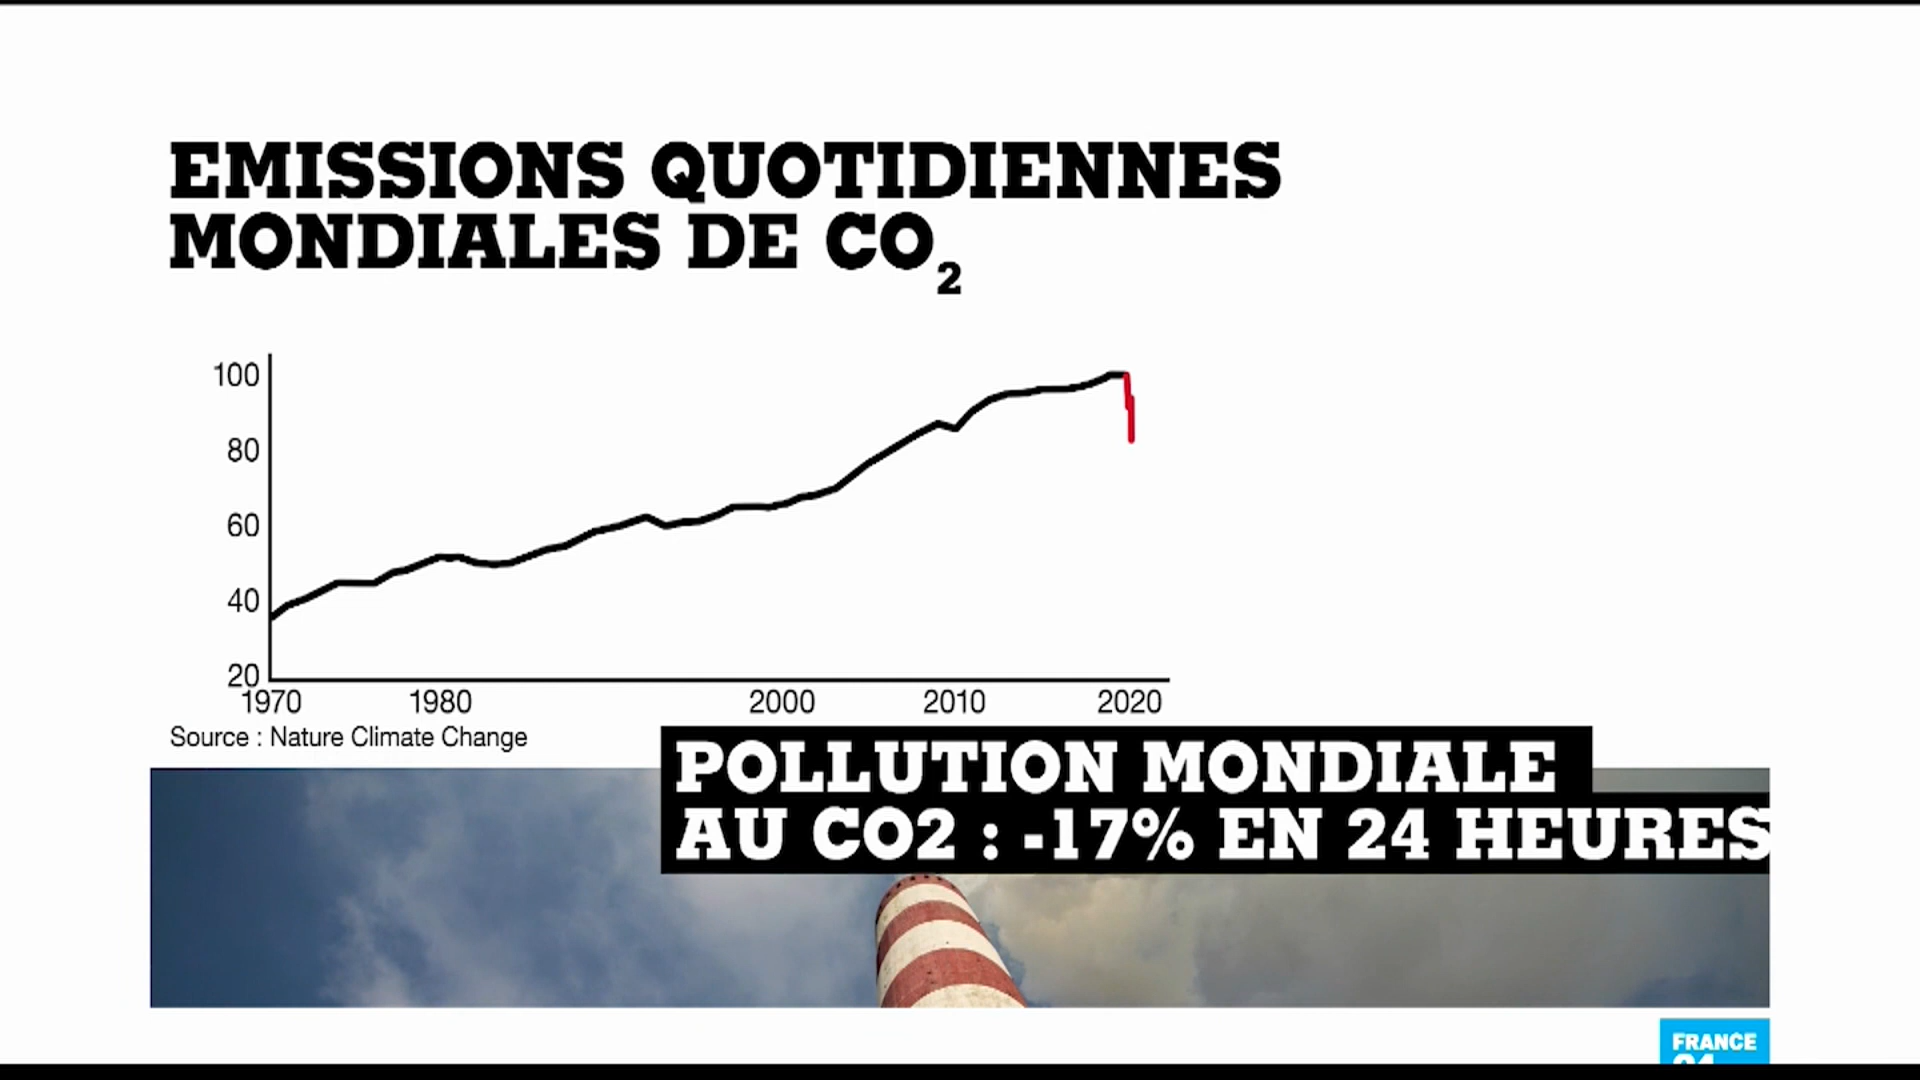 EMISSIONS QUOTIDIENNES
MONDIALES DE CO₂
100
80
60
40
20
1970 1980 2000 2010 2020
Source : Nature Climate Change
POLLUTION MONDIALE
AU CO2 : -17% EN 24 HEURES
FRANCE
24